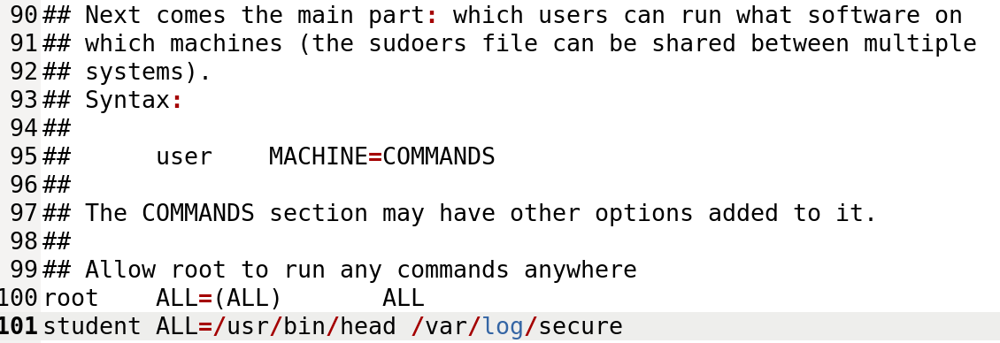 90## Next comes the main part: which users can run what software on
91## which machines (the sudoers file can be shared between multiple
92## systems).
93## Syntax:
94##
95##      user    MACHINE=COMMANDS
96##
97## The COMMANDS section may have other options added to it.
98##
99## Allow root to run any commands anywhere
100root    ALL=(ALL)       ALL
101student ALL=/usr/bin/head /var/log/secure